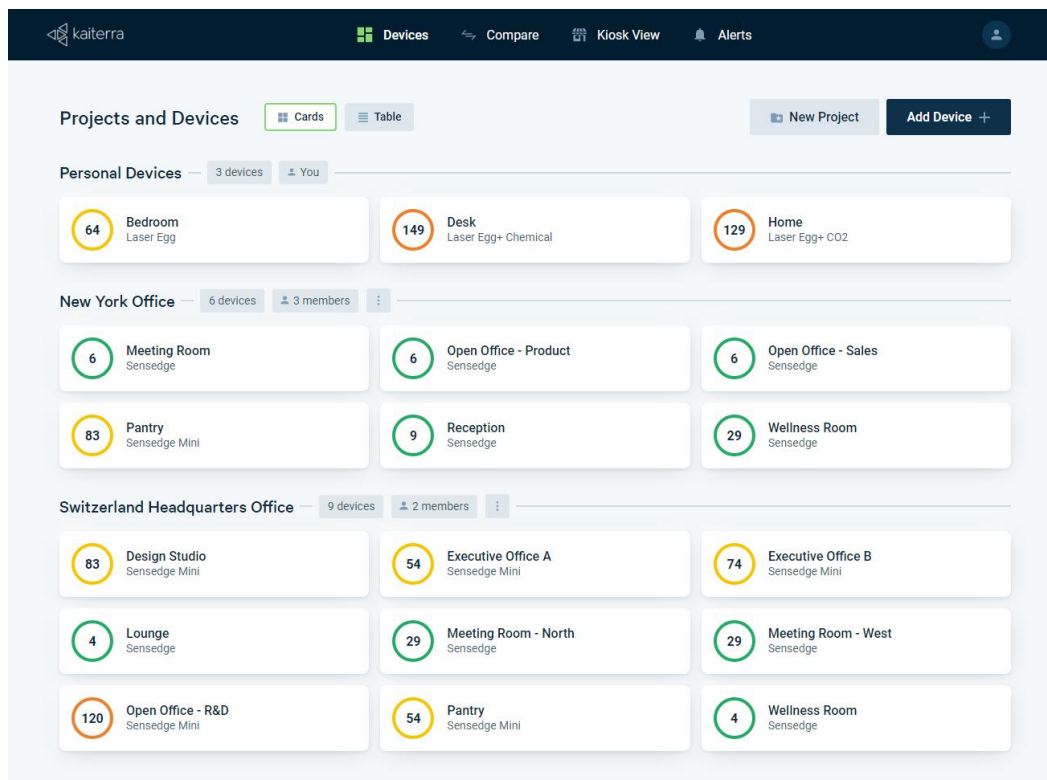 kaiterra
Devices
Compare
Kiosk View
Alerts
Projects and Devices
Cards
Table
New Project
Add Device +
Personal Devices
3 devices
You
64
Bedroom
Laser Egg
149
Desk
Laser Egg+ Chemical
129
Home
Laser Egg+ CO2
New York Office
6 devices
3 members
6
Meeting Room
Sensedge
6
Open Office - Product
Sensedge
6
Open Office - Sales
Sensedge
83
Pantry
Sensedge Mini
9
Reception
Sensedge
29
Wellness Room
Sensedge
Switzerland Headquarters Office
9 devices
2 members
83
Design Studio
Sensedge Mini
54
Executive Office A
Sensedge Mini
74
Executive Office B
Sensedge Mini
4
Lounge
Sensedge
29
Meeting Room - North
Sensedge
29
Meeting Room - West
Sensedge
120
Open Office - R&D
Sensedge Mini
54
Pantry
Sensedge Mini
4
Wellness Room
Sensedge